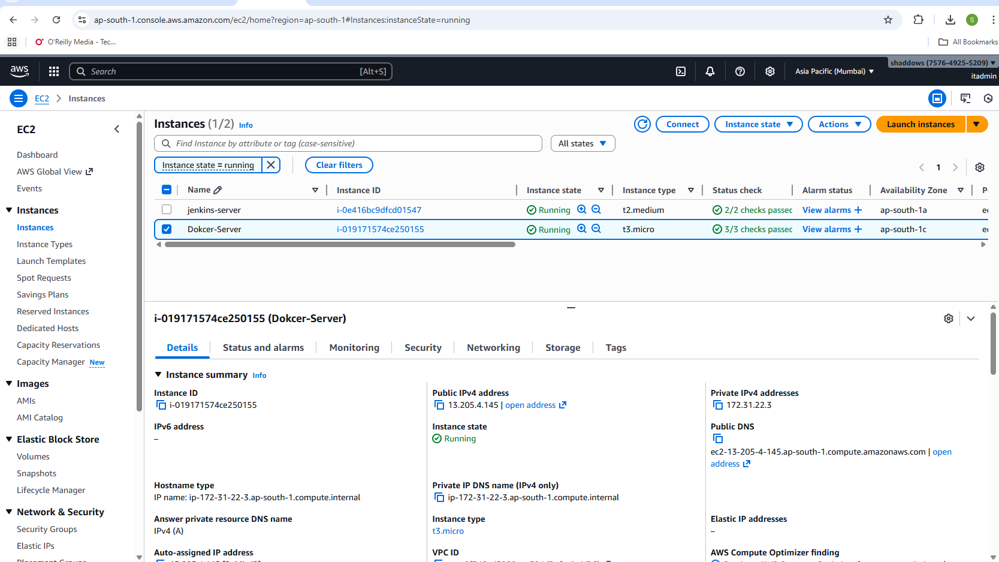 ap-south-1.console.aws.amazon.com/ec2/home?region=ap-south-1#Instances:instanceState=running
S
O'Reilly Media - Tec...
All Bookmarks
aws
Search
[Alt+S]
Asia Pacific (Mumbai)
shaddows (7576-4925-5209)
itadmin
EC2
Instances
EC2
Dashboard
AWS Global View
Events
Instances
Instances
Instance Types
Launch Templates
Spot Requests
Savings Plans
Reserved Instances
Dedicated Hosts
Capacity Reservations
Capacity Manager New
Images
AMIs
AMI Catalog
Elastic Block Store
Volumes
Snapshots
Lifecycle Manager
Network & Security
Security Groups
Elastic IPs
Instances (1/2) Info
Connect
Instance state
Actions
Launch instances
Find Instance by attribute or tag (case-sensitive)
All states
Instance state = running
Clear filters
1
Name Instance ID Instance state Instance type Status check Alarm status Availability Zone
jenkins-server i-0e416bc9dfcd01547 Running t2.medium 2/2 checks passec View alarms ap-south-1a
Dokcer-Server i-019171574ce250155 Running t3.micro 3/3 checks passec View alarms ap-south-1c
i-019171574ce250155 (Dokcer-Server)
Details Status and alarms Monitoring Security Networking Storage Tags
Instance summary Info
Instance ID
i-019171574ce250155
Public IPv4 address
13.205.4.145 | open address
Private IPv4 addresses
172.31.22.3
IPv6 address
–
Instance state
Running
Public DNS
ec2-13-205-4-145.ap-south-1.compute.amazonaws.com | open
address
Hostname type
IP name: ip-172-31-22-3.ap-south-1.compute.internal
Private IP DNS name (IPv4 only)
ip-172-31-22-3.ap-south-1.compute.internal
Answer private resource DNS name
IPv4 (A)
Instance type
t3.micro
Elastic IP addresses
–
Auto-assigned IP address
VPC ID
AWS Compute Optimizer finding